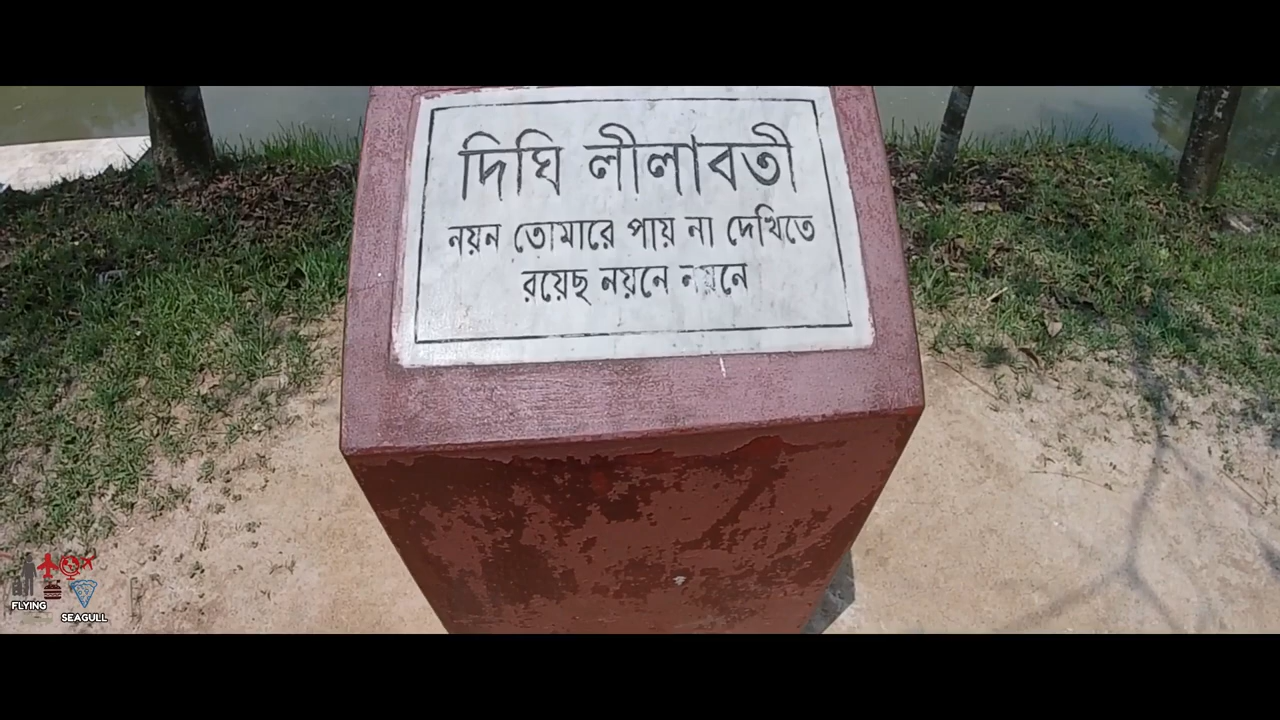 দিঘি লীলাবতী
নয়ন তোমারে পায় না দেখিতে
রয়েছ নয়নে নয়নে
FLYING
SEAGULL